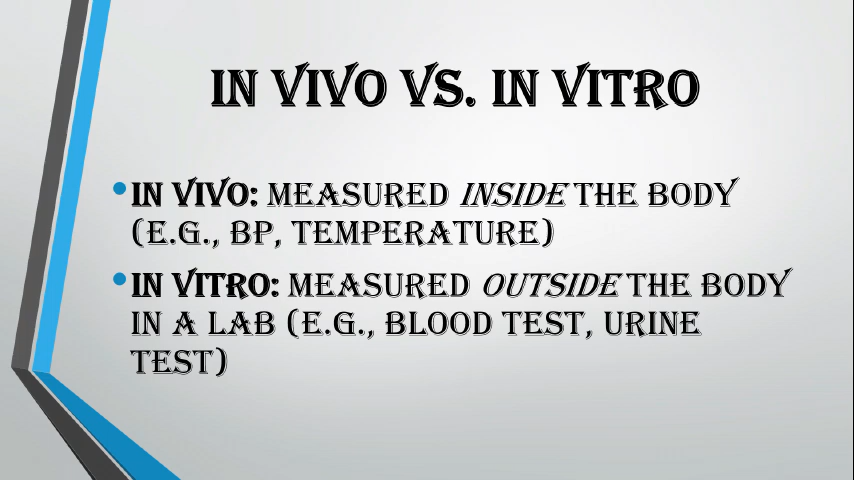 IN VIVO VS. IN VITRO
•IN VIVO: MEASURED INSIDE THE BODY
(E.G., BP, TEMPERATURE)
•IN VITRO: MEASURED OUTSIDE THE BODY
IN A LAB (E.G., BLOOD TEST, URINE
TEST)